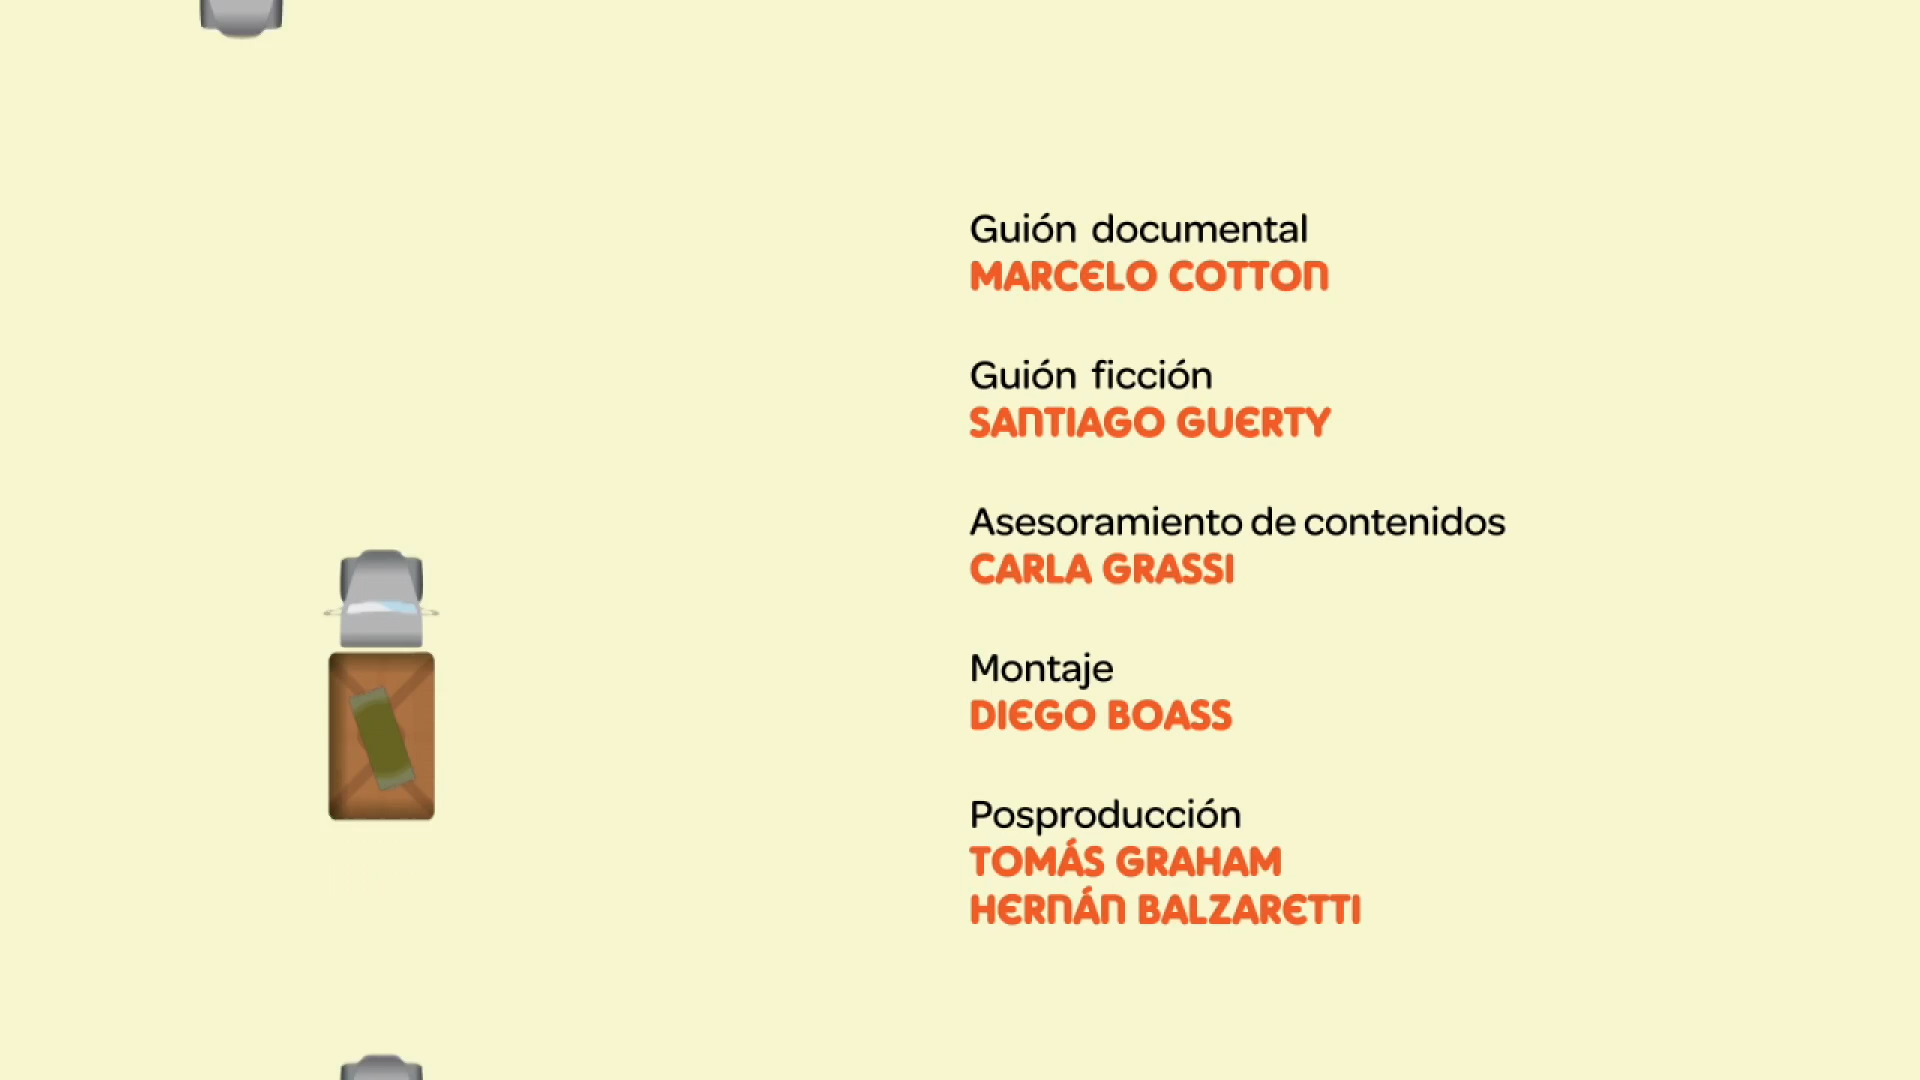 Guión documental
MARCELO COTTON
Guión ficción
SANTIAGO GUERTY
Asesoramiento de contenidos
CARLA GRASSI
Montaje
DIEGO BOASS
Posproducción
TOMÁS GRAHAM
HERNÁN BALZARETTI